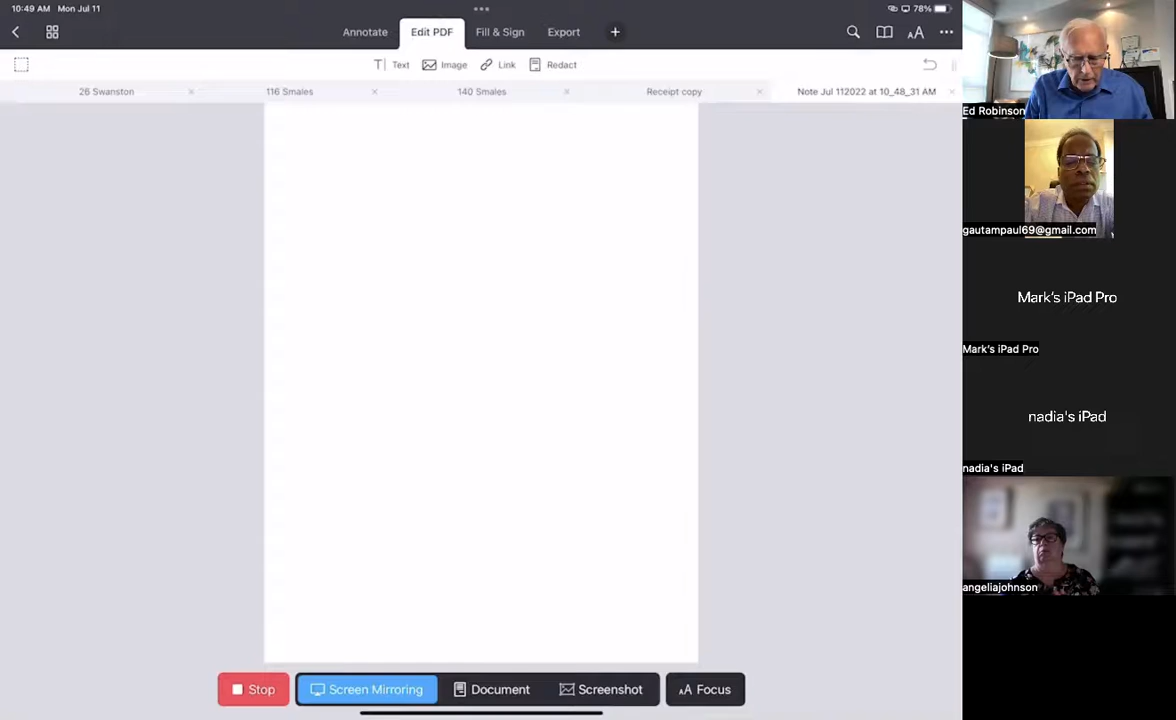 10:49 AM Mon Jul 11
78%
Annotate Edit PDF Fill & Sign Export +
AA
Text Image Link Redact
26 Swanston × 116 Smales × 140 Smales × Receipt copy × Note Jul 112022 at 10_48_31 AM ×
Ed Robinson
gautampaul69@gmail.com
Mark's iPad Pro
Mark's iPad Pro
nadia's iPad
nadia's iPad
angeliajohnson
Stop Screen Mirroring Document Screenshot AA Focus